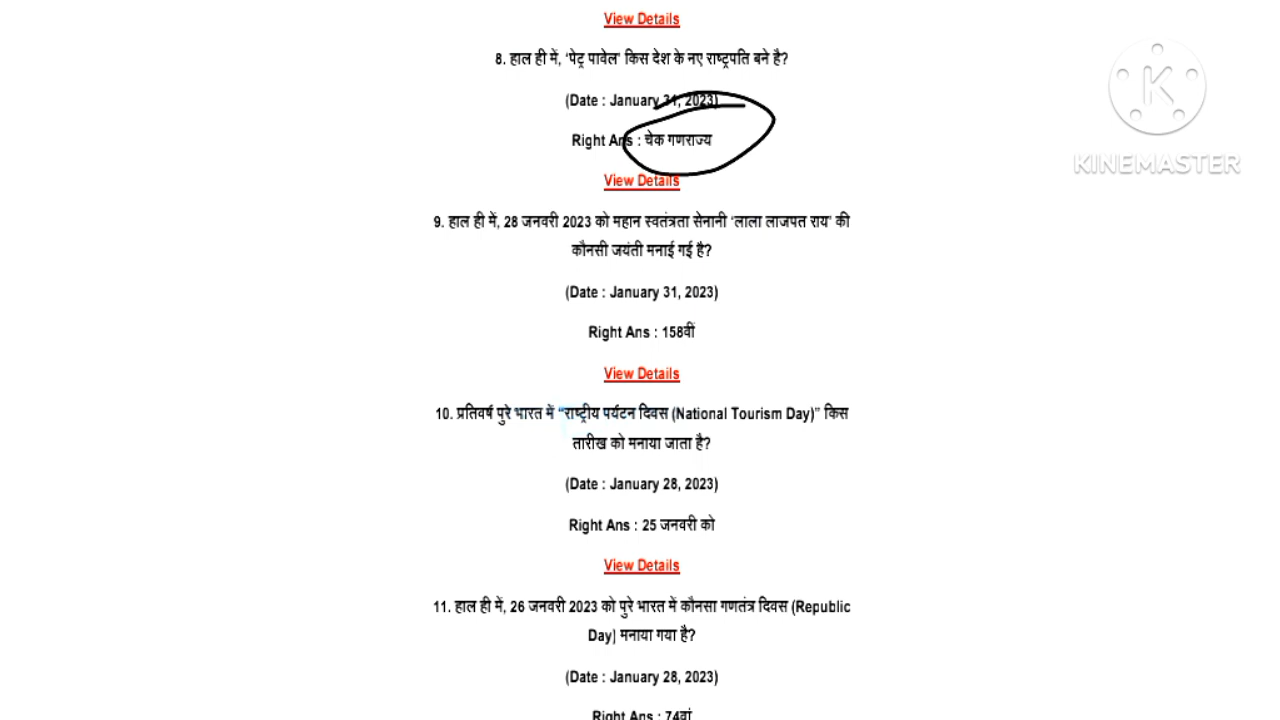 View Details
8. हाल ही में, ‘पेट्र पावेल’ किस देश के नए राष्ट्रपति बने है?
(Date : January 31, 2023)
Right Ans : चेक गणराज्य
View Details
9. हाल ही में, 28 जनवरी 2023 को महान स्वतंत्रता सेनानी ‘लाला लाजपत राय’ की
कौनसी जयंती मनाई गई है?
(Date : January 31, 2023)
Right Ans : 158वीं
View Details
10. प्रतिवर्ष पुरे भारत में “राष्ट्रीय पर्यटन दिवस (National Tourism Day)” किस
तारीख को मनाया जाता है?
(Date : January 28, 2023)
Right Ans : 25 जनवरी को
View Details
11. हाल ही में, 26 जनवरी 2023 को पुरे भारत में कौनसा गणतंत्र दिवस (Republic
Day) मनाया गया है?
(Date : January 28, 2023)
Right Ans : 74वां
K
KINEMASTER